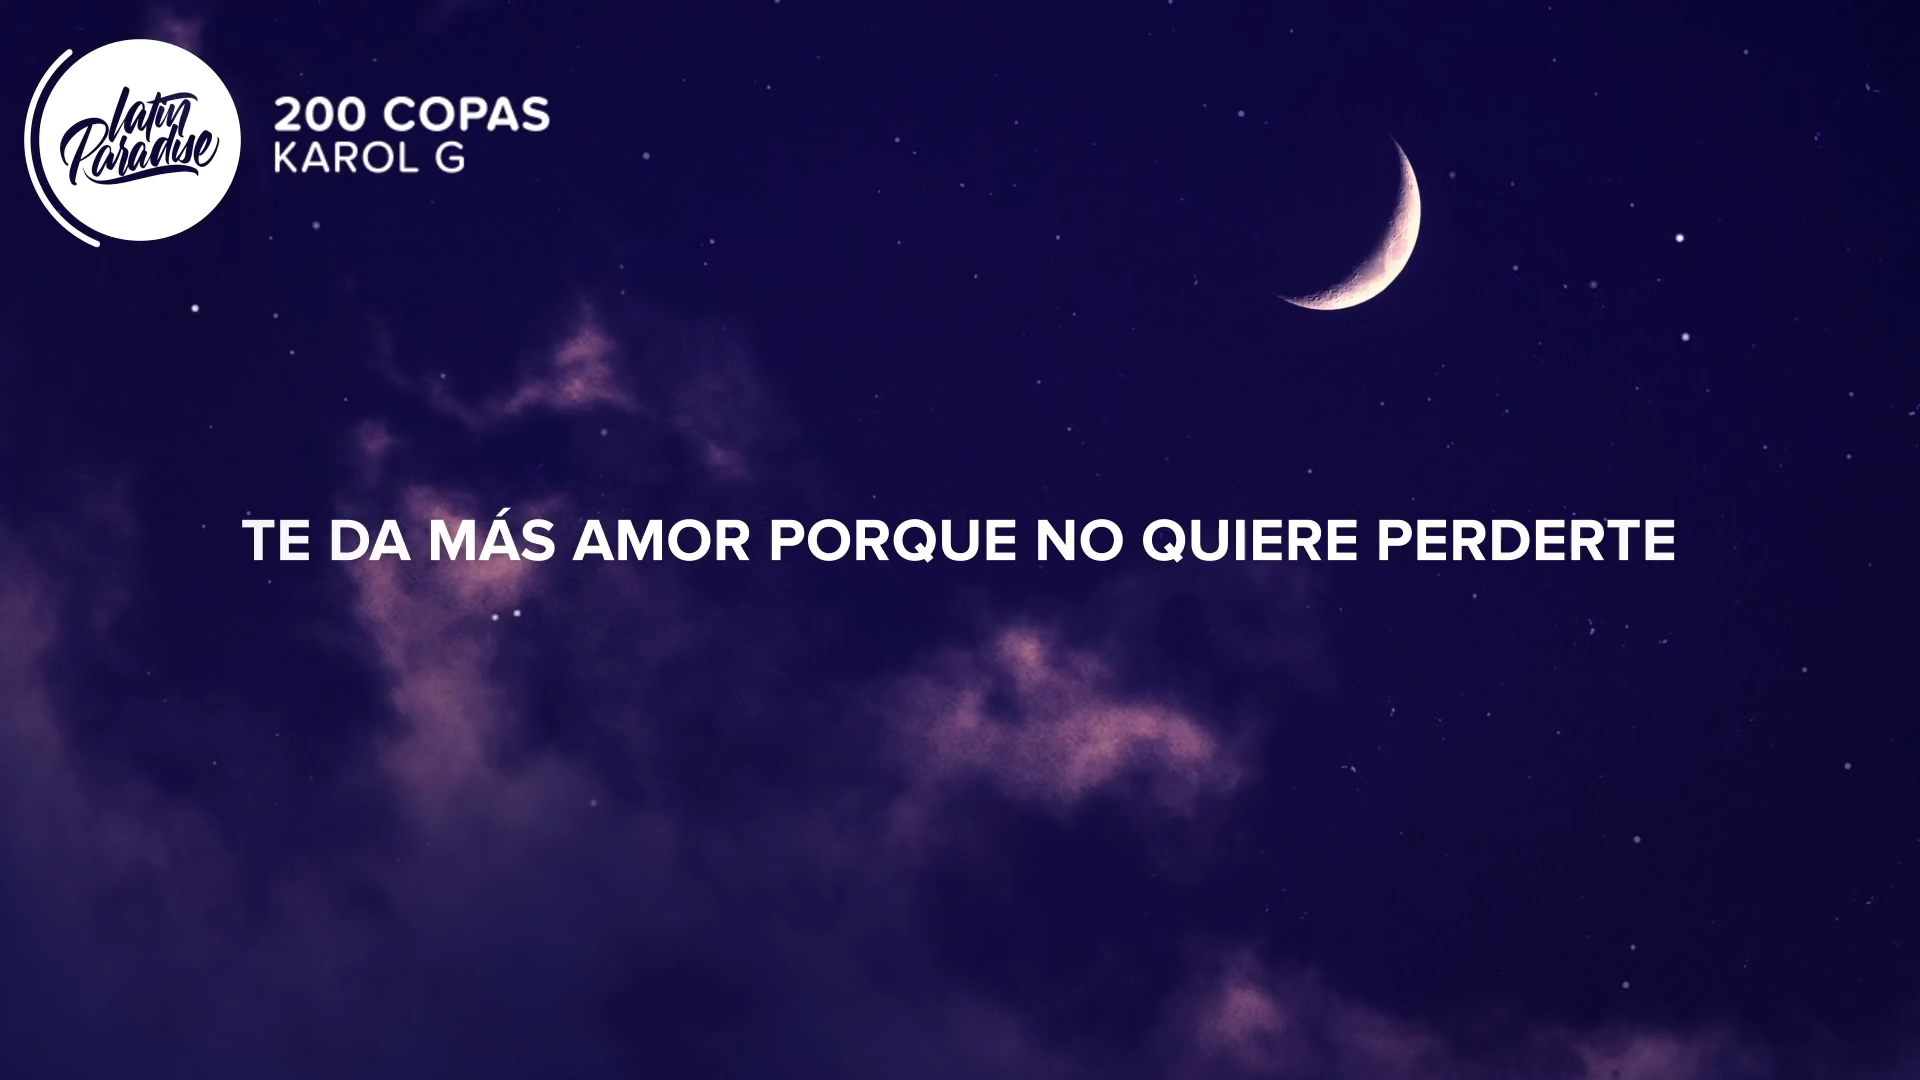 latin
Paradise
200 COPAS
KAROL G
TE DA MÁS AMOR PORQUE NO QUIERE PERDERTE